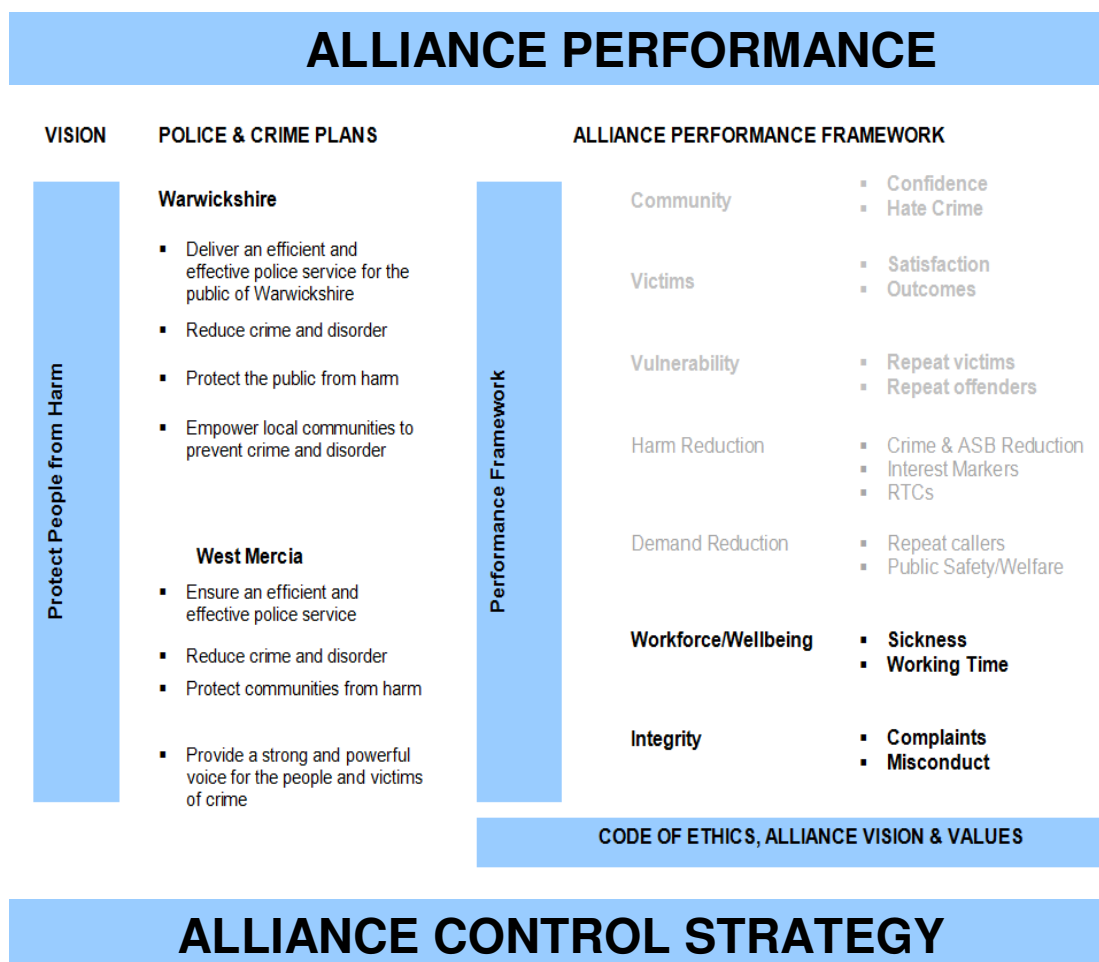 ALLIANCE PERFORMANCE
VISION
POLICE & CRIME PLANS
ALLIANCE PERFORMANCE FRAMEWORK
Protect People from Harm
Warwickshire
▪ Deliver an efficient and
effective police service for the
public of Warwickshire
▪ Reduce crime and disorder
▪ Protect the public from harm
▪ Empower local communities to
prevent crime and disorder
West Mercia
▪ Ensure an efficient and
effective police service
▪ Reduce crime and disorder
▪ Protect communities from harm
▪ Provide a strong and powerful
voice for the people and victims
of crime
Performance Framework
Community
▪ Confidence
▪ Hate Crime
Victims
▪ Satisfaction
▪ Outcomes
Vulnerability
▪ Repeat victims
▪ Repeat offenders
Harm Reduction
▪ Crime & ASB Reduction
▪ Interest Markers
▪ RTCs
Demand Reduction
▪ Repeat callers
▪ Public Safety/Welfare
Workforce/Wellbeing
▪ Sickness
▪ Working Time
Integrity
▪ Complaints
▪ Misconduct
CODE OF ETHICS, ALLIANCE VISION & VALUES
ALLIANCE CONTROL STRATEGY